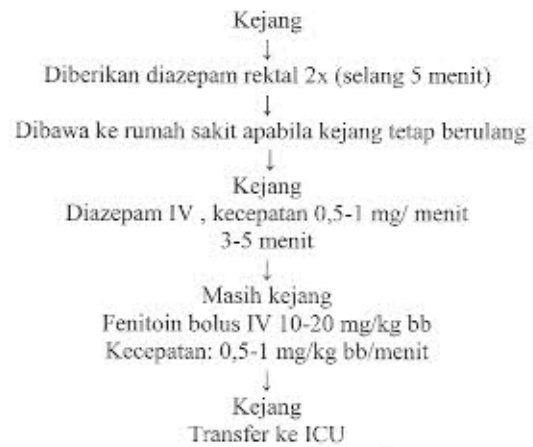 Kejang
↓
Diberikan diazepam rektal 2x (selang 5 menit)
↓
Dibawa ke rumah sakit apabila kejang tetap berulang
↓
Kejang
Diazepam IV , kecepatan 0,5-1 mg/ menit
3-5 menit
↓
Masih kejang
Fenitoin bolus IV 10-20 mg/kg bb
Kecepatan: 0,5-1 mg/kg bb/menit
↓
Kejang
Transfer ke ICU